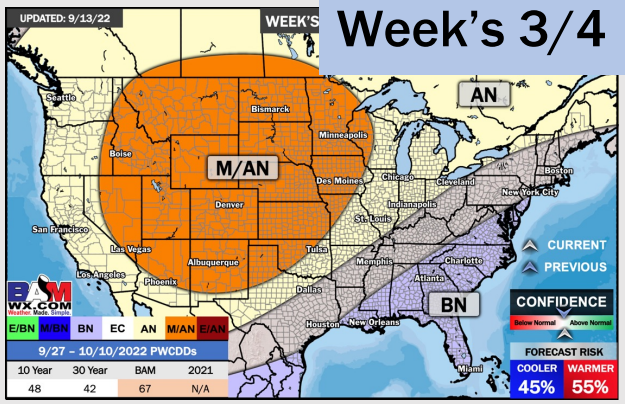 UPDATED: 9/13/22
WEEK'S
Week's 3/4
AN
Seattle
Bismarck
Minneapolis
Boise
M/AN
Chicago
Cleveland
Boston
Des Moines
New York City
Denver
Indianapolis
St. Louis
San Francisco
Las Vegas
Tulsa
Memphis
Charlotte
CURRENT
Albuquerque
Los Angeles
Phoenix
Atlanta
PREVIOUS
Dallas
BAM
WX.COM
Weather. Made. Simple.
BN
CONFIDENCE
Houston
New Orleans
Below Normal Above Normal
E/BN M/BN BN EC AN M/AN E/AN
FORECAST RISK
9/27 – 10/10/2022 PWCDDs
Miami
COOLER WARMER
10 Year 30 Year BAM 2021
45% 55%
48 42 67 N/A